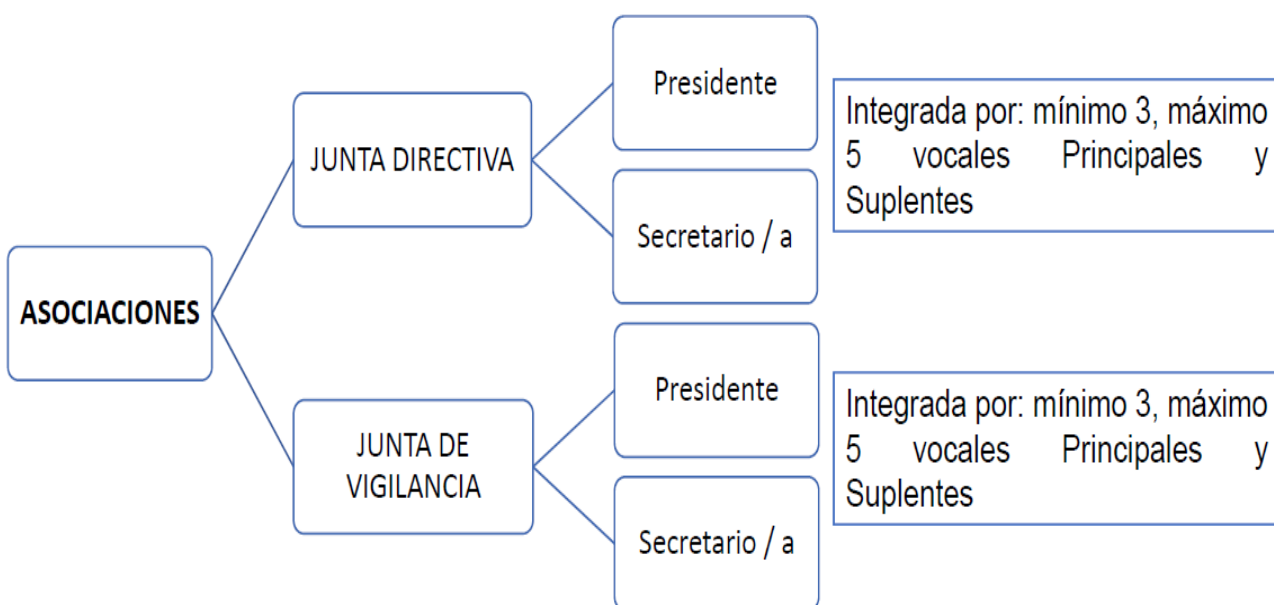 ASOCIACIONES
JUNTA DIRECTIVA
Presidente
Secretario / a
Integrada por: mínimo 3, máximo
5 vocales Principales y
Suplentes
JUNTA DE
VIGILANCIA
Presidente
Secretario / a
Integrada por: mínimo 3, máximo
5 vocales Principales y
Suplentes